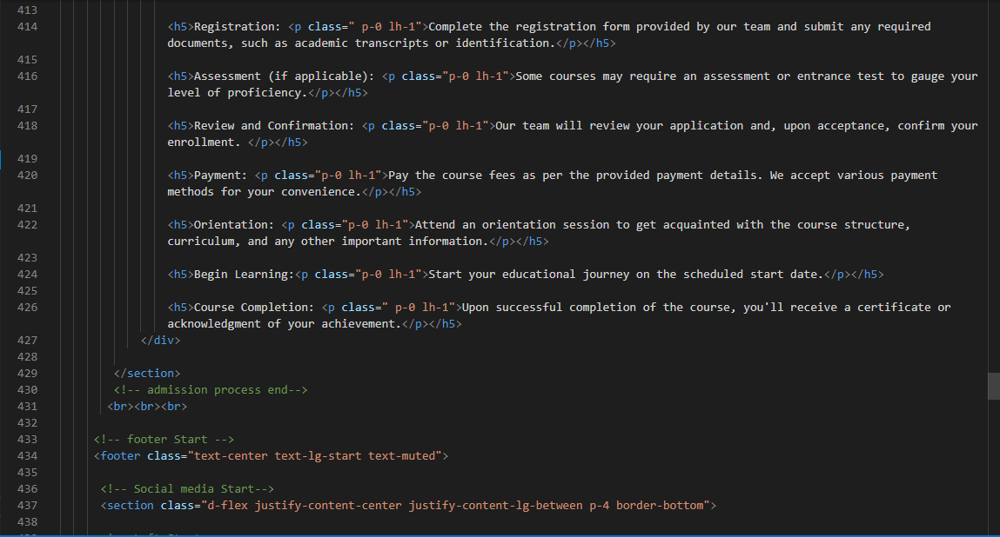 413
414 <h5>Registration: <p class=" p-0 lh-1">Complete the registration form provided by our team and submit any required
documents, such as academic transcripts or identification.</p></h5>
415
416 <h5>Assessment (if applicable): <p class="p-0 lh-1">Some courses may require an assessment or entrance test to gauge your
level of proficiency.</p></h5>
417
418 <h5>Review and Confirmation: <p class="p-0 lh-1">Our team will review your application and, upon acceptance, confirm your
enrollment. </p></h5>
419
420 <h5>Payment: <p class="p-0 lh-1">Pay the course fees as per the provided payment details. We accept various payment
methods for your convenience.</p></h5>
421
422 <h5>Orientation: <p class="p-0 lh-1">Attend an orientation session to get acquainted with the course structure,
curriculum, and any other important information.</p></h5>
423
424 <h5>Begin Learning:<p class="p-0 lh-1">Start your educational journey on the scheduled start date.</p></h5>
425
426 <h5>Course Completion: <p class=" p-0 lh-1">Upon successful completion of the course, you'll receive a certificate or
acknowledgment of your achievement.</p></h5>
427 </div>
428
429 </section>
430 <!-- admission process end-->
431 <br><br><br>
432
433 <!-- footer Start -->
434 <footer class="text-center text-lg-start text-muted">
435
436 <!-- Social media Start-->
437 <section class="d-flex justify-content-center justify-content-lg-between p-4 border-bottom">
438